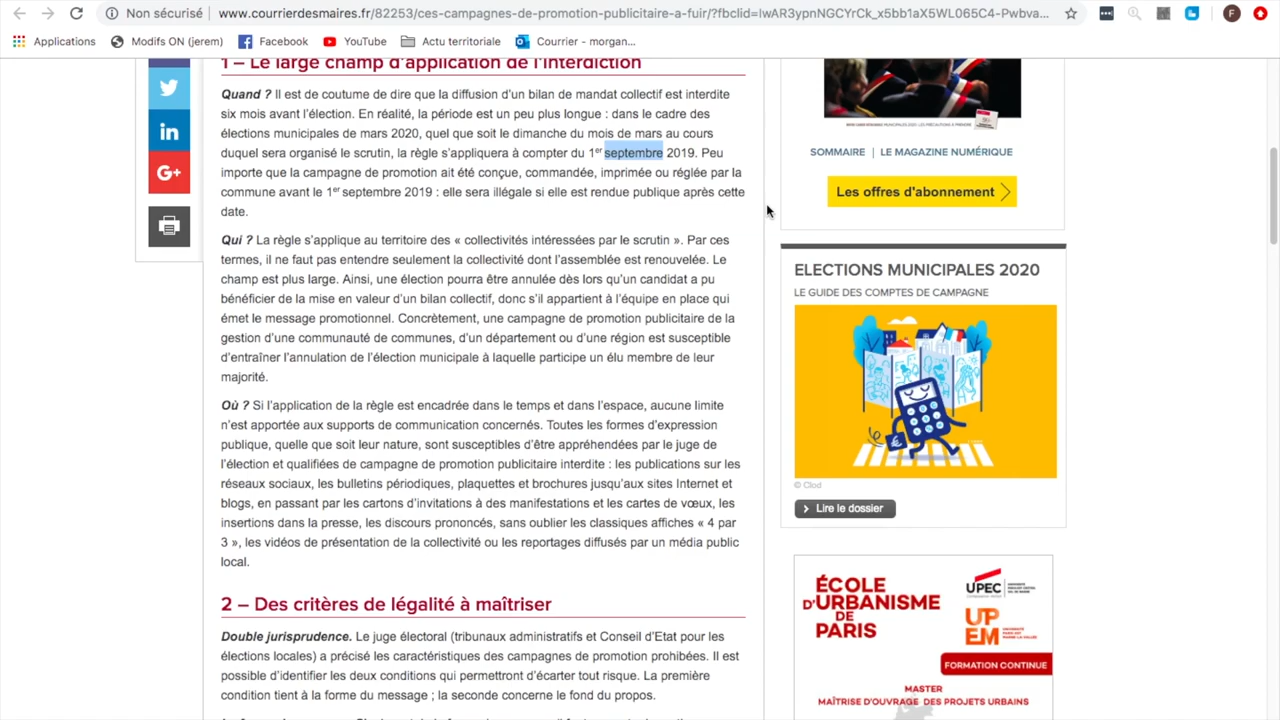 Non sécurisé | www.courrierdesmaires.fr/82253/ces-campagnes-de-promotion-publicitaire-a-fuir/?fbclid=IwAR3ypnNGCYrCk_x5bb1aX5WL065C4-Pwbva...
F
Applications
Modifs ON (jerem)
Facebook
YouTube
Actu territoriale
Courrier - morgan...
1 – Le large champ d'application de l'interdiction
Quand ? Il est de coutume de dire que la diffusion d'un bilan de mandat collectif est interdite
six mois avant l'élection. En réalité, la période est un peu plus longue : dans le cadre des
élections municipales de mars 2020, quel que soit le dimanche du mois de mars au cours
duquel sera organisé le scrutin, la règle s'appliquera à compter du 1er septembre 2019. Peu
importe que la campagne de promotion ait été conçue, commandée, imprimée ou réglée par la
commune avant le 1er septembre 2019 : elle sera illégale si elle est rendue publique après cette
date.
Qui ? La règle s'applique au territoire des « collectivités intéressées par le scrutin ». Par ces
termes, il ne faut pas entendre seulement la collectivité dont l'assemblée est renouvelée. Le
champ est plus large. Ainsi, une élection pourra être annulée dès lors qu'un candidat a pu
bénéficier de la mise en valeur d'un bilan collectif, donc s'il appartient à l'équipe en place qui
émet le message promotionnel. Concrètement, une campagne de promotion publicitaire de la
gestion d'une communauté de communes, d'un département ou d'une région est susceptible
d'entraîner l'annulation de l'élection municipale à laquelle participe un élu membre de leur
majorité.
Où ? Si l'application de la règle est encadrée dans le temps et dans l'espace, aucune limite
n'est apportée aux supports de communication concernés. Toutes les formes d'expression
publique, quelle que soit leur nature, sont susceptibles d'être appréhendées par le juge de
l'élection et qualifiées de campagne de promotion publicitaire interdite : les publications sur les
réseaux sociaux, les bulletins périodiques, plaquettes et brochures jusqu'aux sites Internet et
blogs, en passant par les cartons d'invitations à des manifestations et les cartes de vœux, les
insertions dans la presse, les discours prononcés, sans oublier les classiques affiches « 4 par
3 », les vidéos de présentation de la collectivité ou les reportages diffusés par un média public
local.
2 – Des critères de légalité à maîtriser
Double jurisprudence. Le juge électoral (tribunaux administratifs et Conseil d'Etat pour les
élections locales) a précisé les caractéristiques des campagnes de promotion prohibées. Il est
possible d'identifier les deux conditions qui permettront d'écarter tout risque. La première
condition tient à la forme du message ; la seconde concerne le fond du propos.
in
G+
SOMMAIRE | LE MAGAZINE NUMÉRIQUE
Les offres d'abonnement
ELECTIONS MUNICIPALES 2020
LE GUIDE DES COMPTES DE CAMPAGNE
© Clod
Lire le dossier
ÉCOLE
D'URBANISME
DE
PARIS
UPEC
UP
EM
FORMATION CONTINUE
MASTER
MAÎTRISE D'OUVRAGE DES PROJETS URBAINS